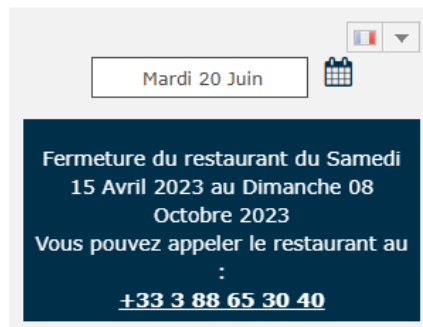 Mardi 20 Juin
Fermeture du restaurant du Samedi
15 Avril 2023 au Dimanche 08
Octobre 2023
Vous pouvez appeler le restaurant au
:
+33 3 88 65 30 40